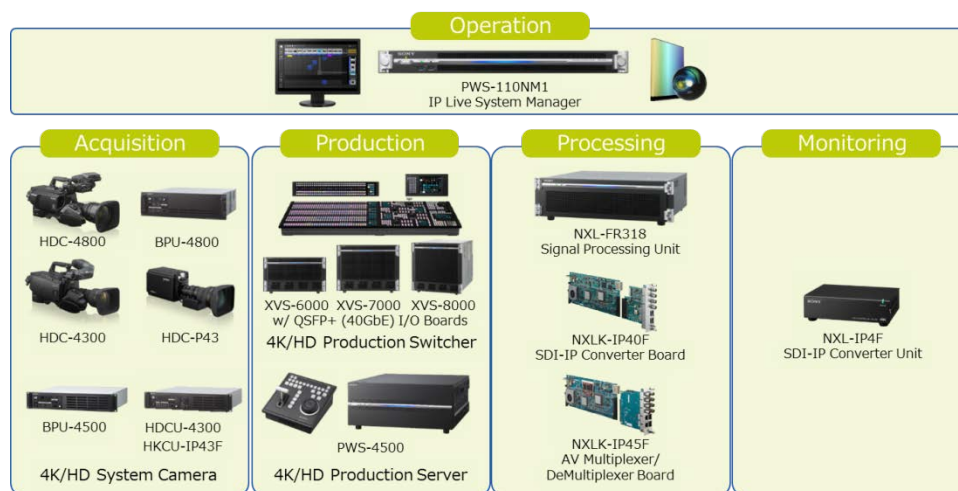 Operation
SONY
PWS-110NM1
IP Live System Manager
Acquisition
HDC-4800
BPU-4800
HDC-4300
HDC-P43
BPU-4500
HDCU-4300
HKCU-IP43F
4K/HD System Camera
Production
XVS-6000
XVS-7000
XVS-8000
w/ QSFP+ (40GbE) I/O Boards
4K/HD Production Switcher
PWS-4500
4K/HD Production Server
Processing
NXL-FR318
Signal Processing Unit
NXLK-IP40F
SDI-IP Converter Board
NXLK-IP45F
AV Multiplexer/
DeMultiplexer Board
Monitoring
SONY
NXL-IP4F
SDI-IP Converter Unit